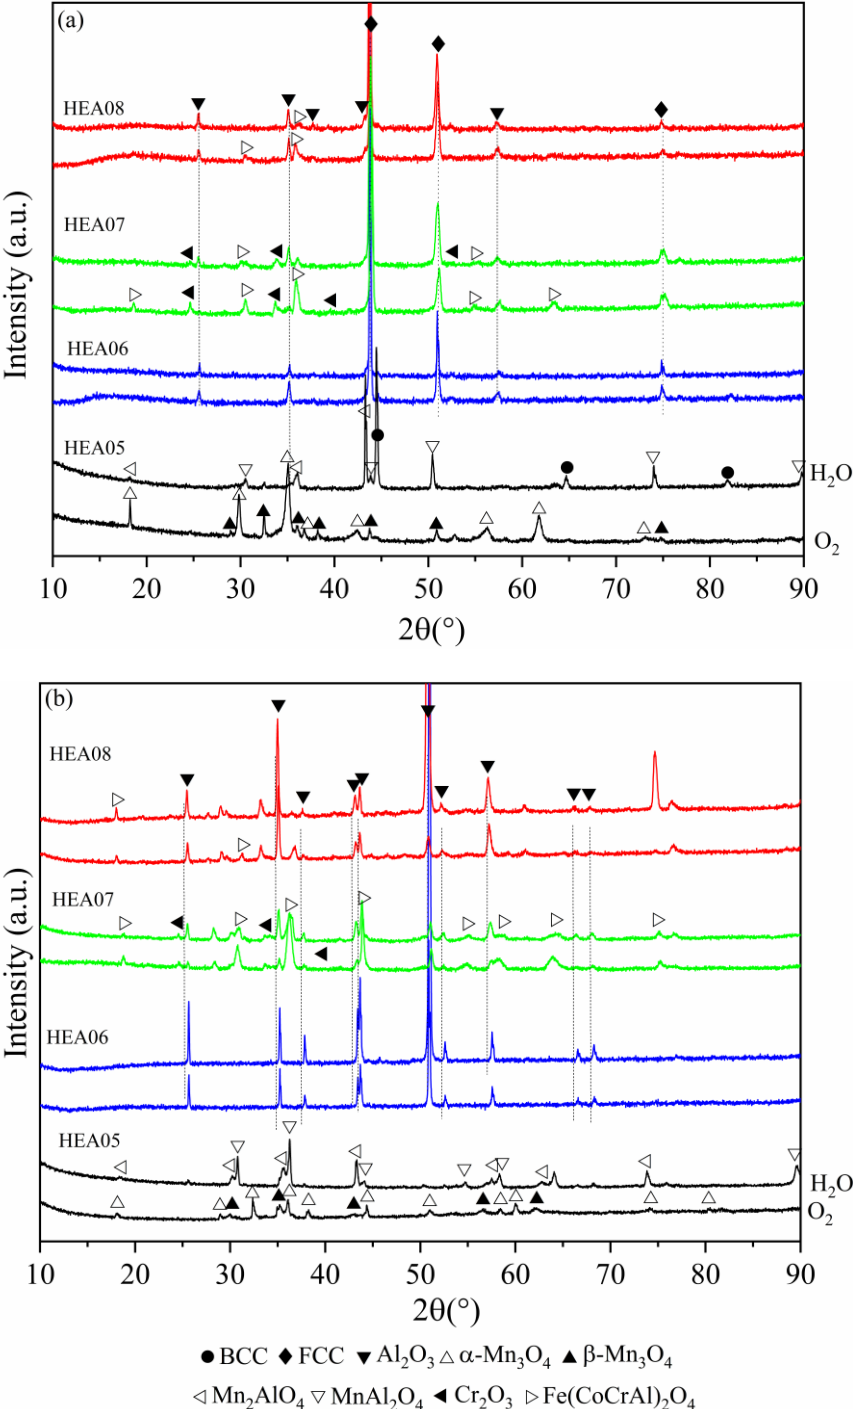 (a)
HEA08
HEA07
HEA06
HEA05
H₂O
O₂
Intensity (a.u.)
10 20 30 40 50 60 70 80 90
2θ(°)
(b)
HEA08
HEA07
HEA06
HEA05
H₂O
O₂
Intensity (a.u.)
10 20 30 40 50 60 70 80 90
2θ(°)
● BCC ◆ FCC ▼ Al₂O₃ △ α-Mn₃O₄ ▲ β-Mn₃O₄
◁ Mn₂AlO₄ ▽ MnAl₂O₄ ◀ Cr₂O₃ ▷ Fe(CoCrAl)₂O₄